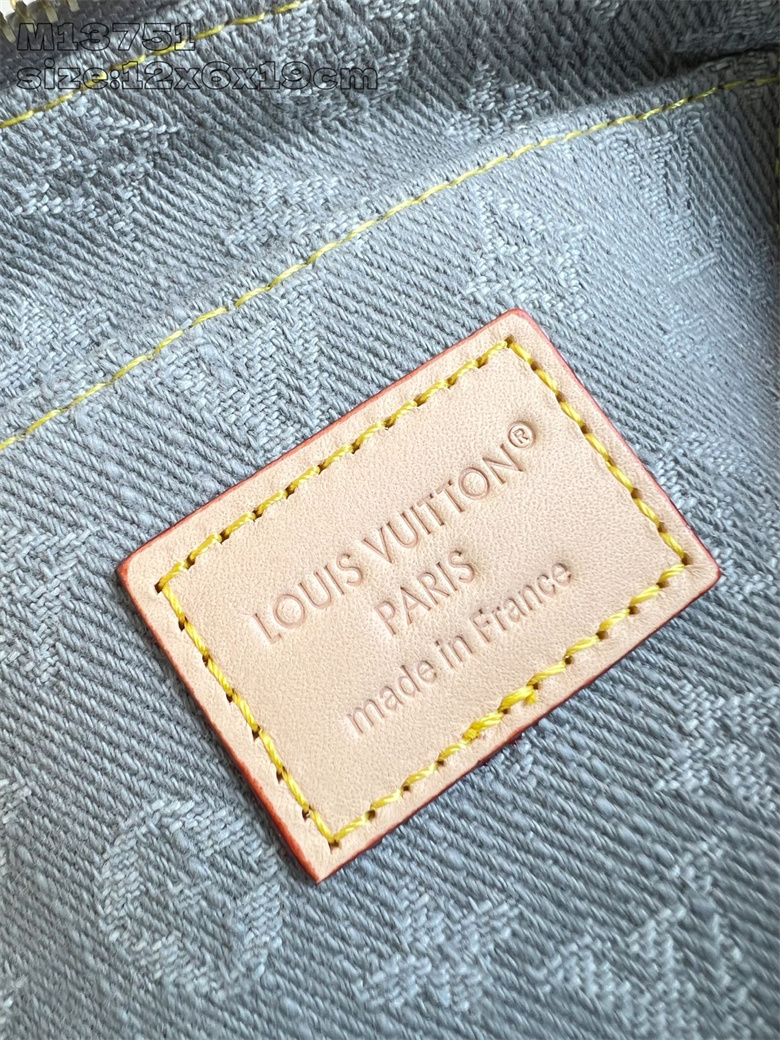 M13751
size:12x6x19cm
LOUIS VUITTON®
PARIS
made in France